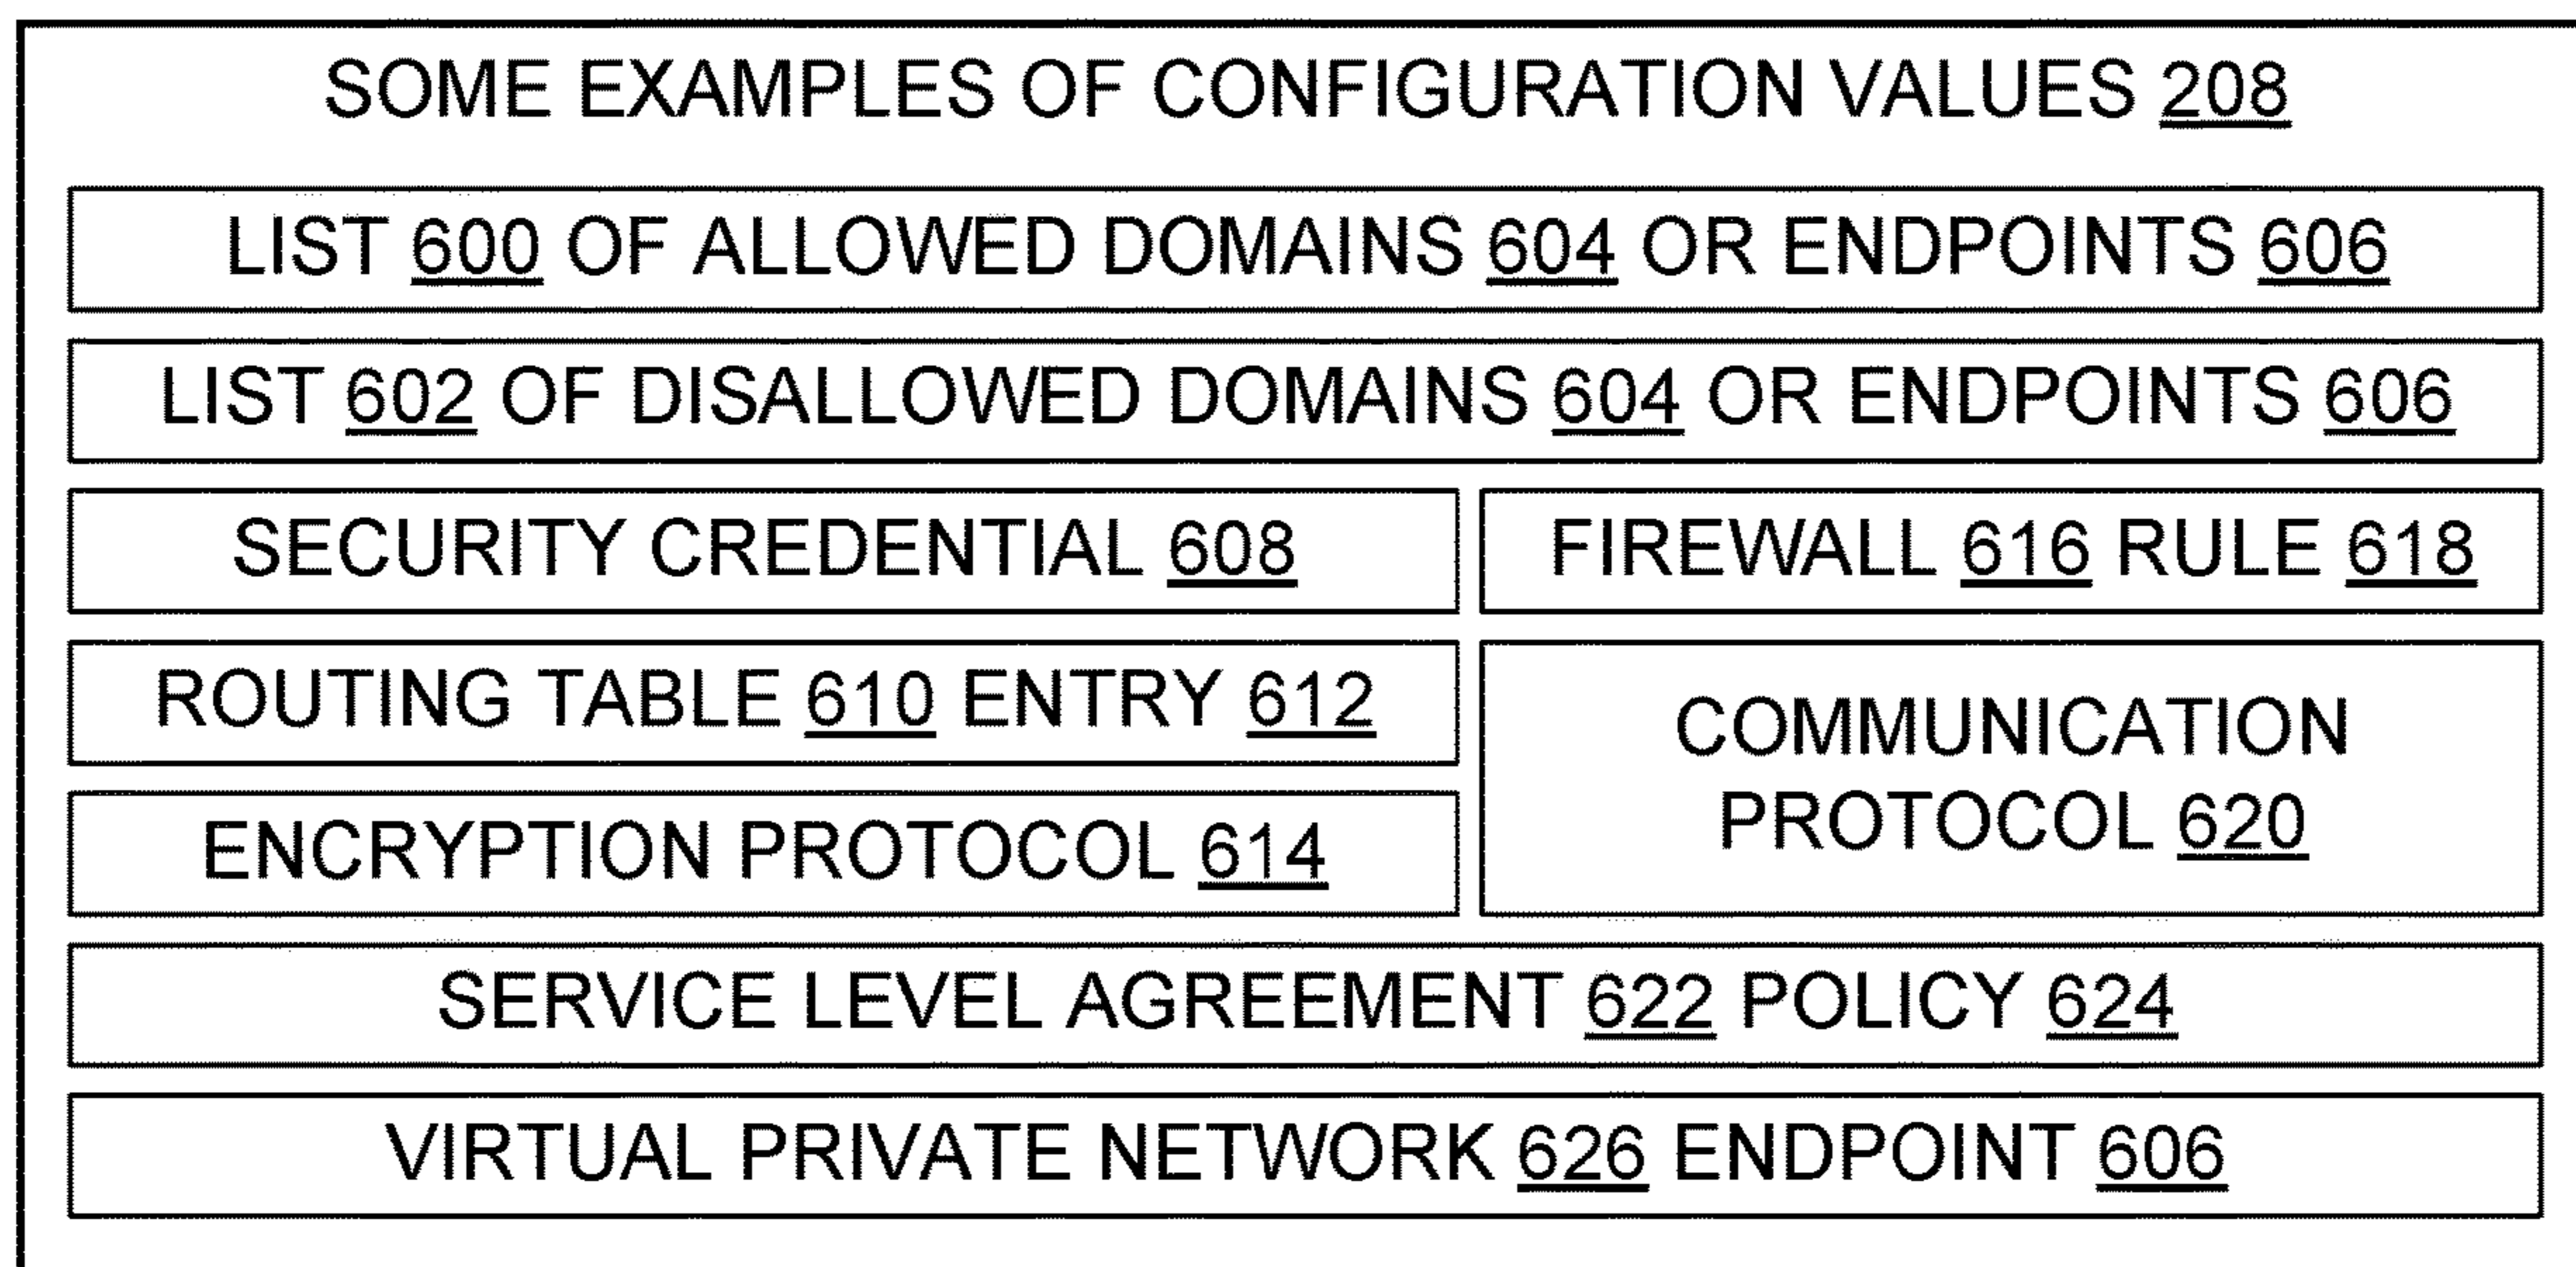 SOME EXAMPLES OF CONFIGURATION VALUES 208
LIST 600 OF ALLOWED DOMAINS 604 OR ENDPOINTS 606
LIST 602 OF DISALLOWED DOMAINS 604 OR ENDPOINTS 606
SECURITY CREDENTIAL 608
FIREWALL 616 RULE 618
ROUTING TABLE 610 ENTRY 612
ENCRYPTION PROTOCOL 614
COMMUNICATION
PROTOCOL 620
SERVICE LEVEL AGREEMENT 622 POLICY 624
VIRTUAL PRIVATE NETWORK 626 ENDPOINT 606